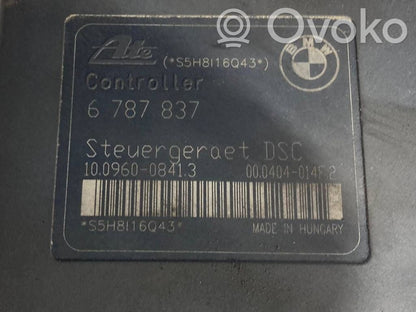 Ovoko
Ate
(*S5H8I16Q43*)
BMW
Controller
6 787 837
Steuergeraet DSC
10.0960-0841.3
*S5H8I16Q43*
MADE IN HUNGARY